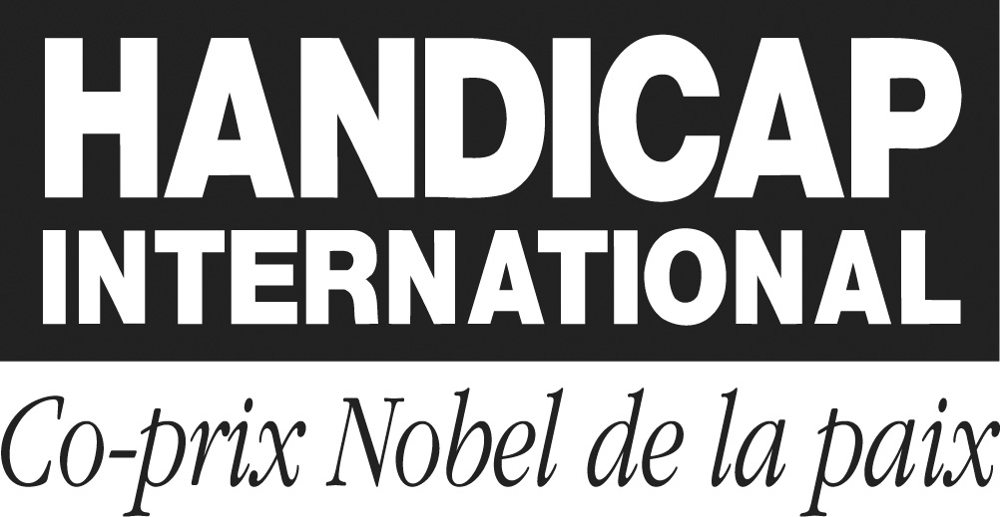 HANDICAP
INTERNATIONAL
Co-prix Nobel de la paix